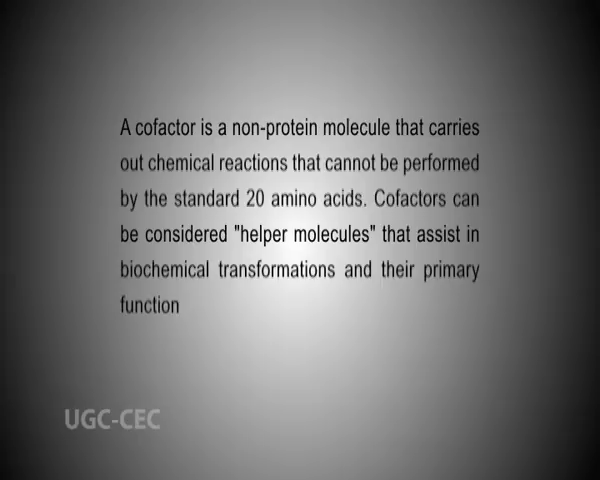 A cofactor is a non-protein molecule that carries
out chemical reactions that cannot be performed
by the standard 20 amino acids. Cofactors can
be considered "helper molecules" that assist in
biochemical transformations and their primary
function
UGC-CEC